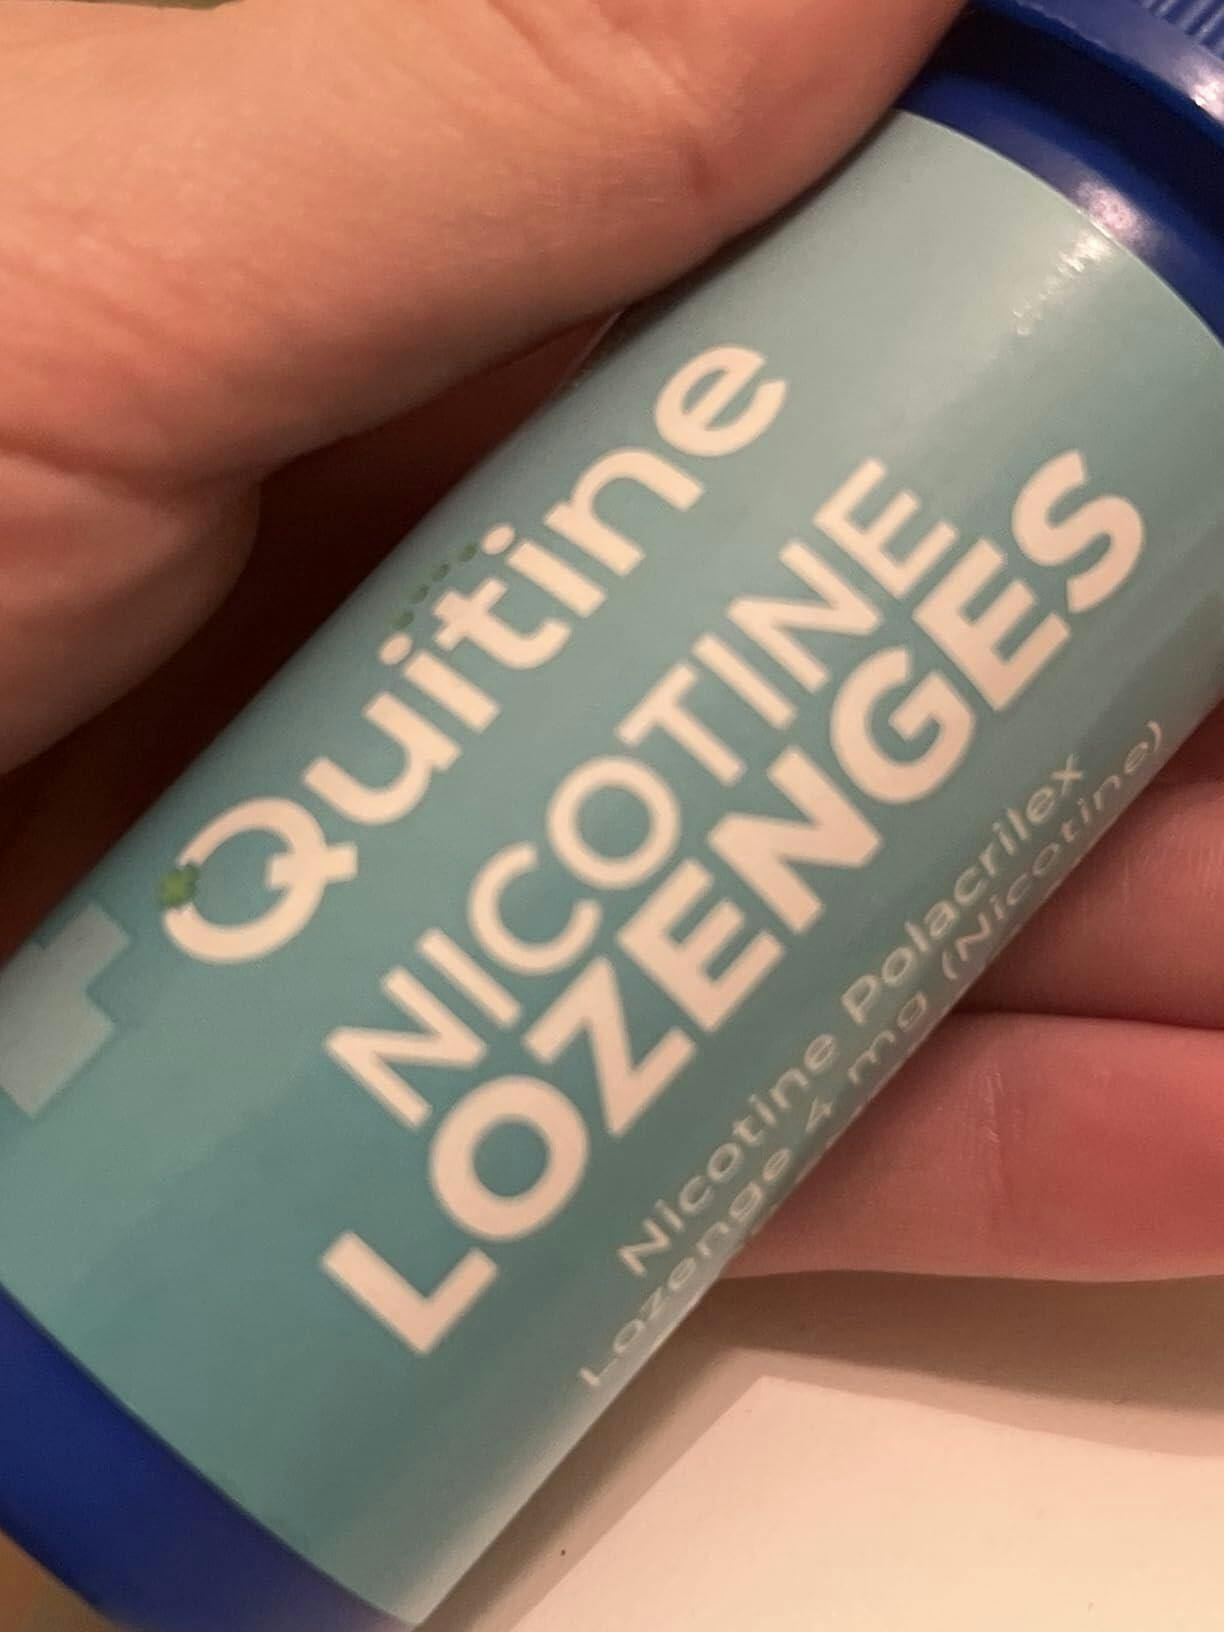 Quitine
NICOTINE
LOZENGES
Nicotine Polacrilex
Lozenge 4 mg (Nicotine)